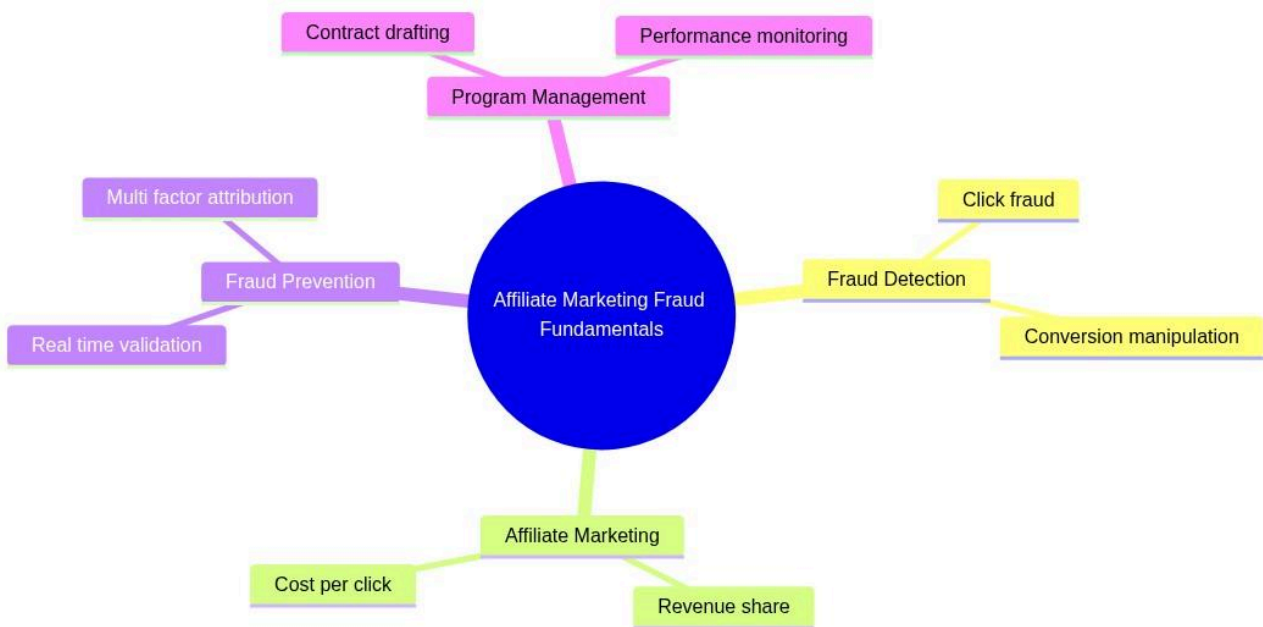 Contract drafting
Performance monitoring
Program Management
Multi factor attribution
Click fraud
Fraud Prevention
Fraud Detection
Affiliate Marketing Fraud
Fundamentals
Real time validation
Conversion manipulation
Affiliate Marketing
Cost per click
Revenue share